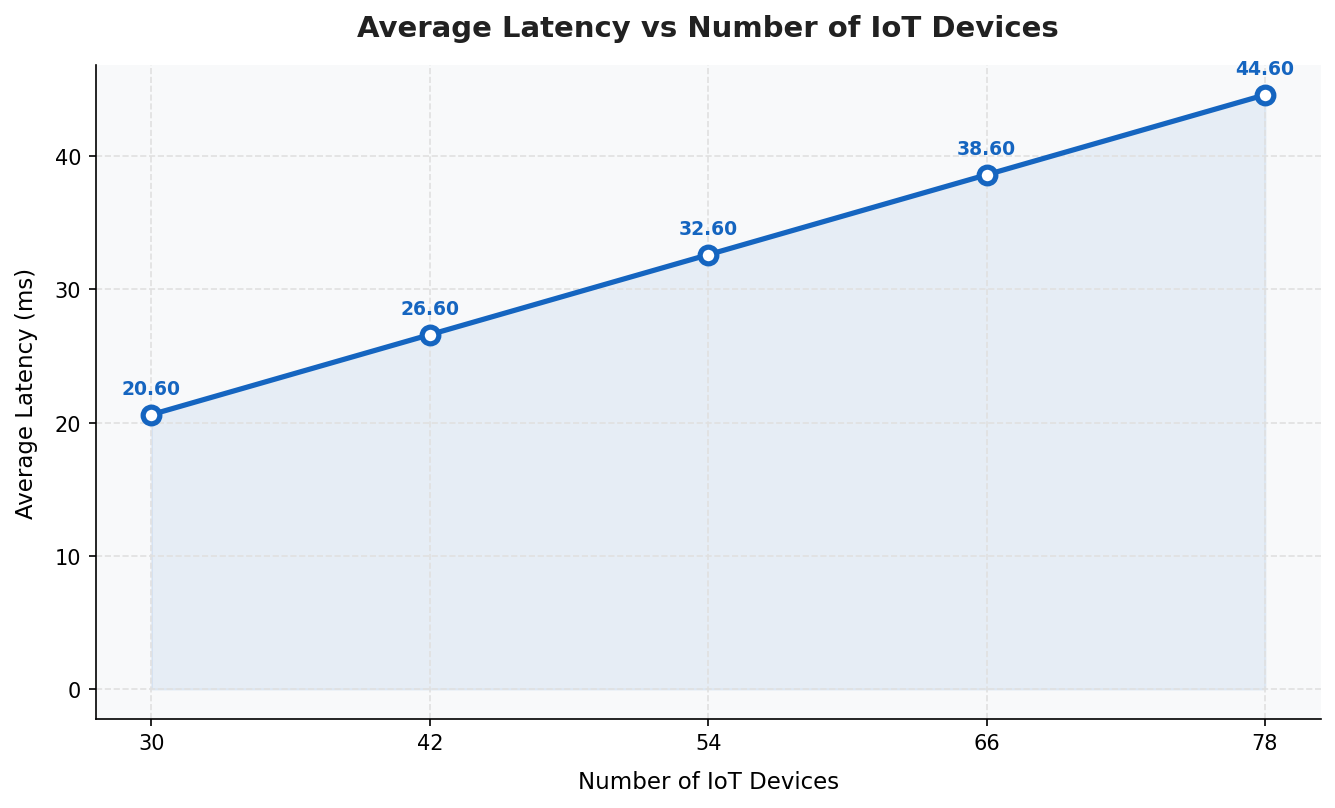 Average Latency vs Number of IoT Devices
44.60
38.60
32.60
26.60
20.60
40
30
20
10
0
Average Latency (ms)
30 42 54 66 78
Number of IoT Devices